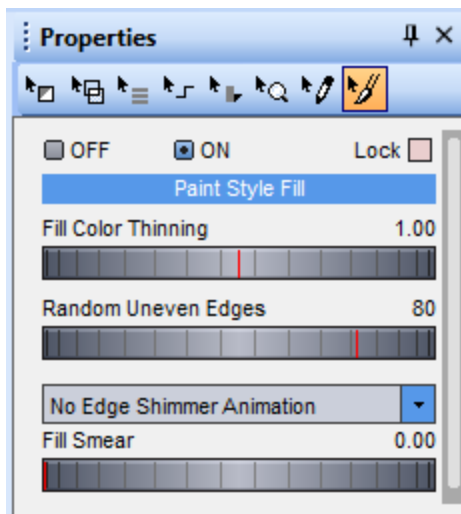 Properties
OFF ON Lock
Paint Style Fill
Fill Color Thinning 1.00
Random Uneven Edges 80
No Edge Shimmer Animation
Fill Smear 0.00